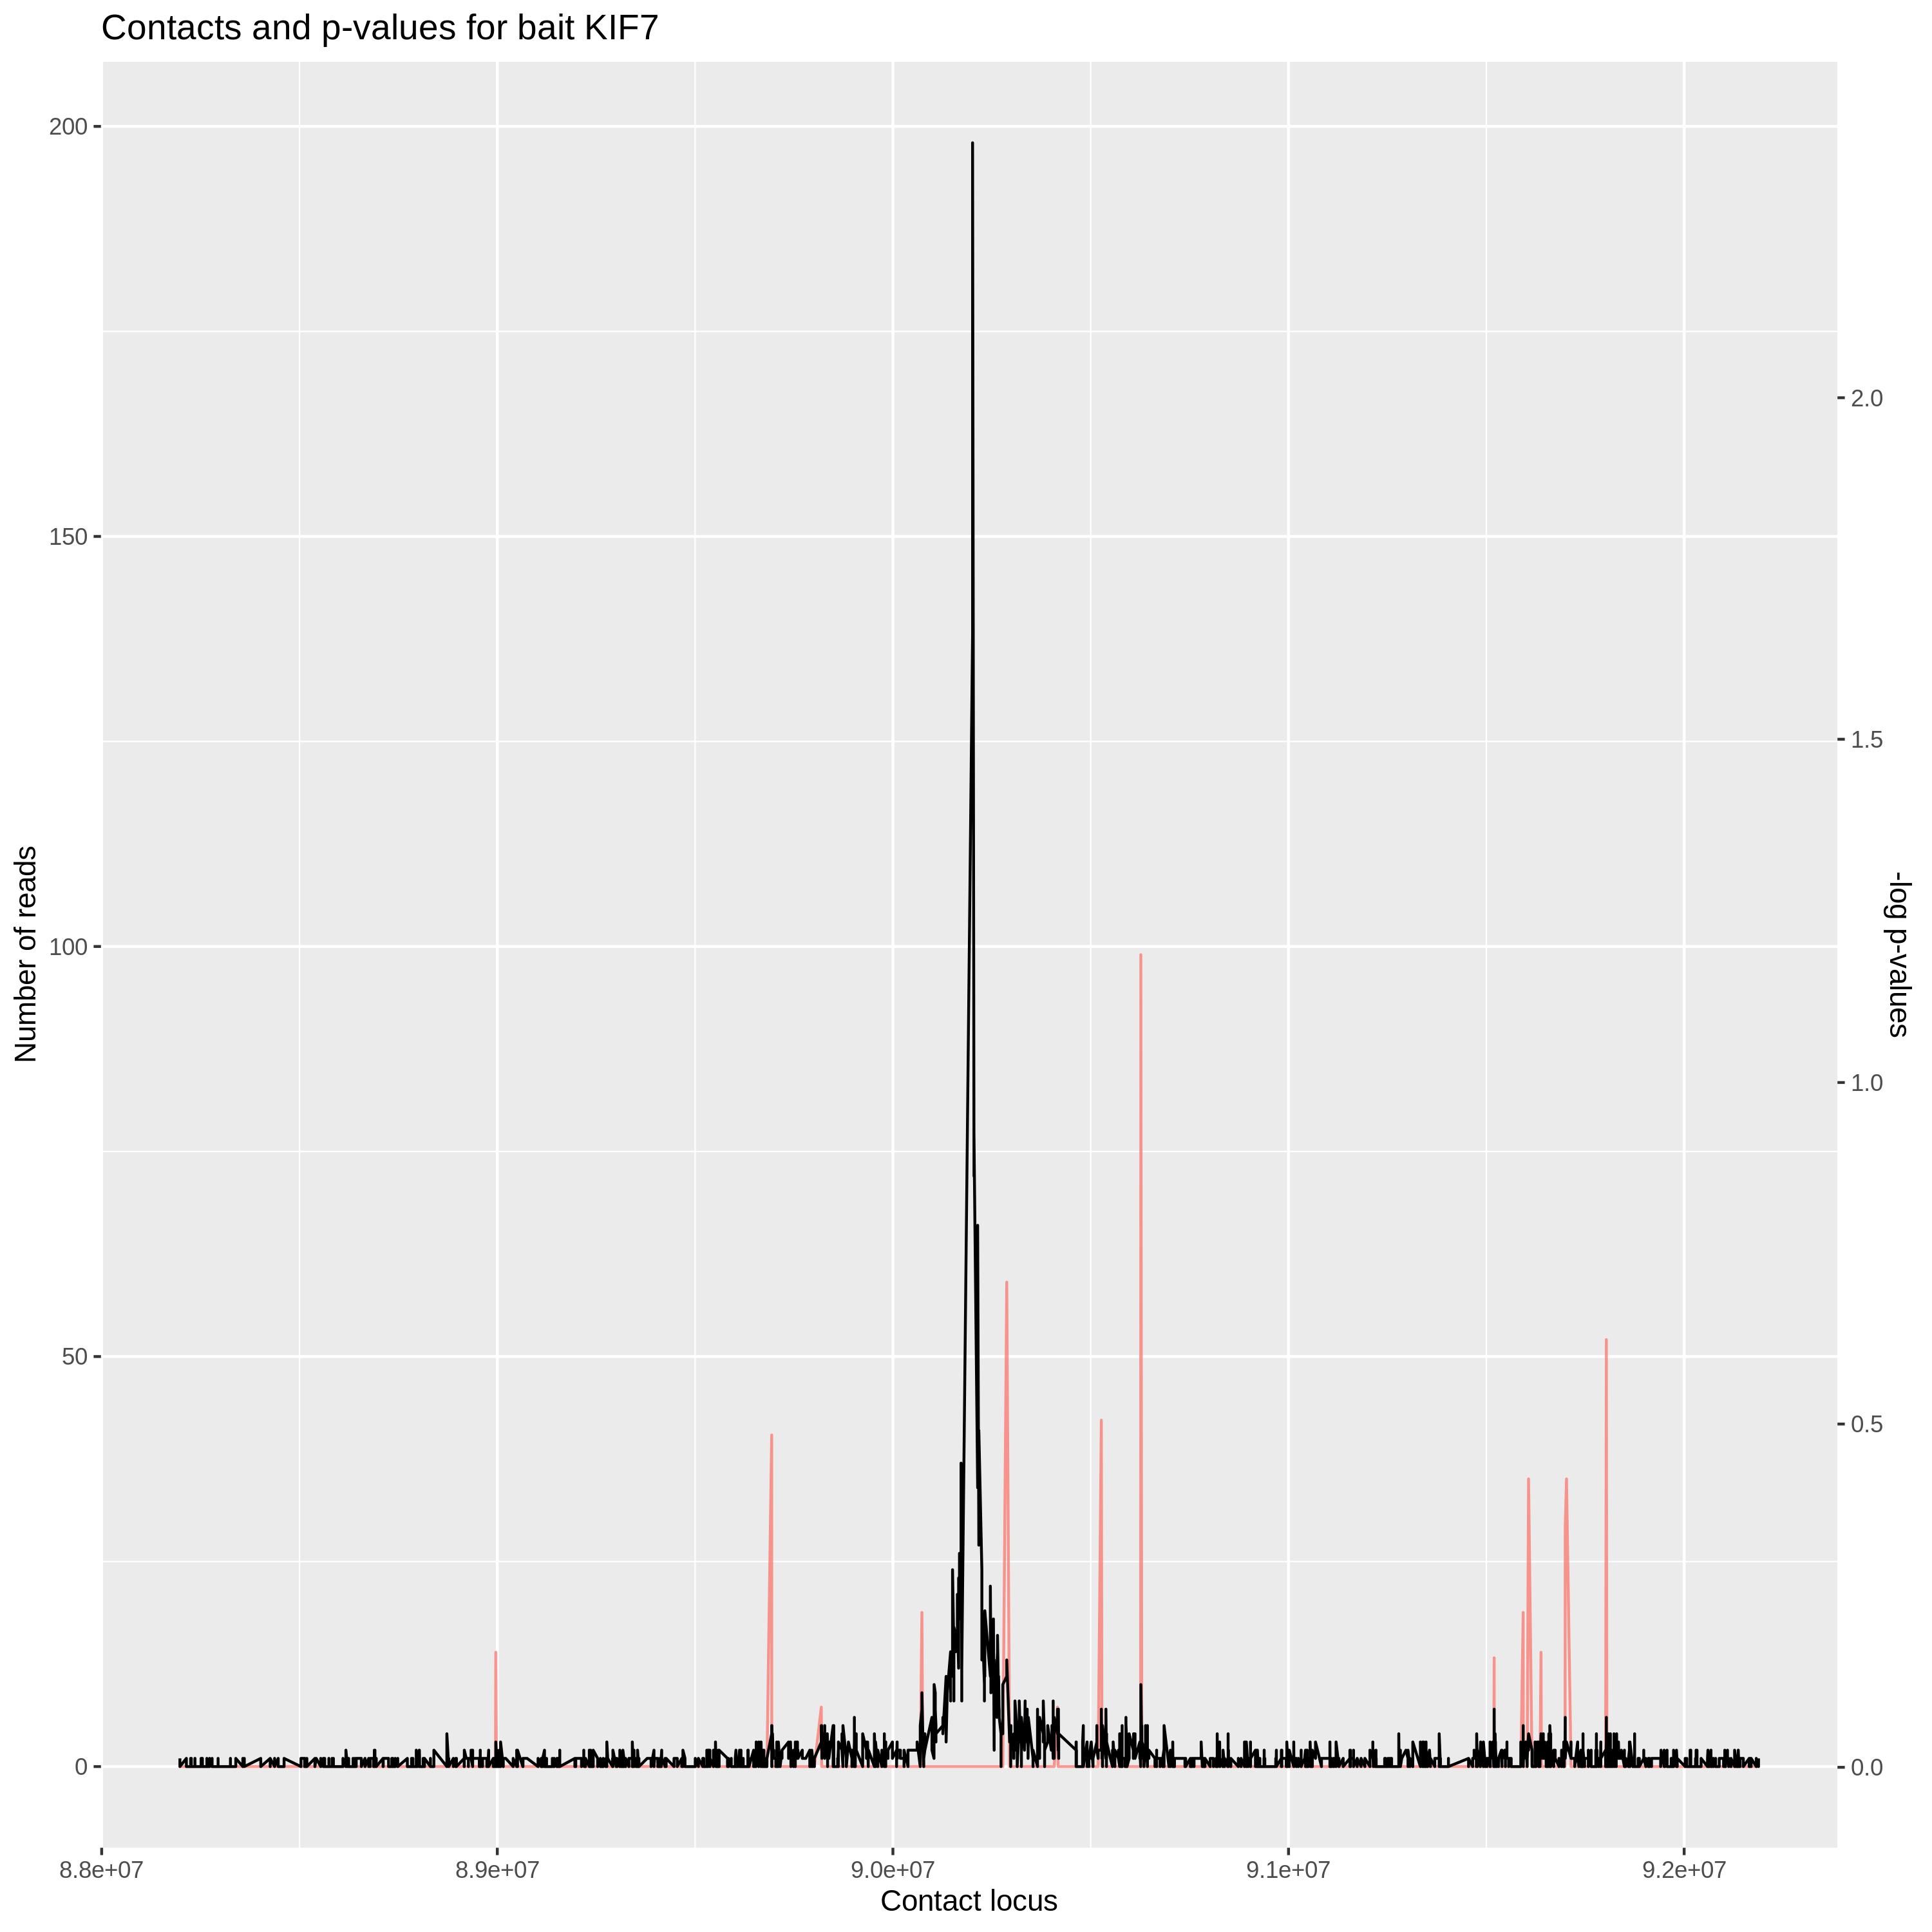 Contacts and p-values for bait KIF7
200
150
100
50
0
Number of reads
2.0
1.5
1.0
0.5
0.0
-log p-values
8.8e+07 8.9e+07 9.0e+07 9.1e+07 9.2e+07
Contact locus